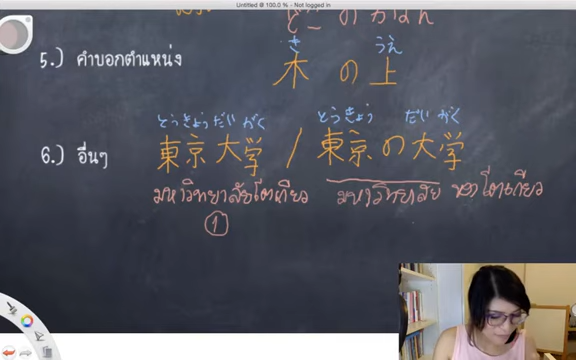 Untitled @ 100.0 % - Not logged in
のかばん
き うえ
5.) คำบอกตำแหน่ง 木 の 上
とうきょうだいがく とうきょう だいがく
6.) อื่นๆ 東京大学 / 東京の大学
มหาวิทยาลัยโตเกียว มหาวิทยาลัย ของโตเกียว
1